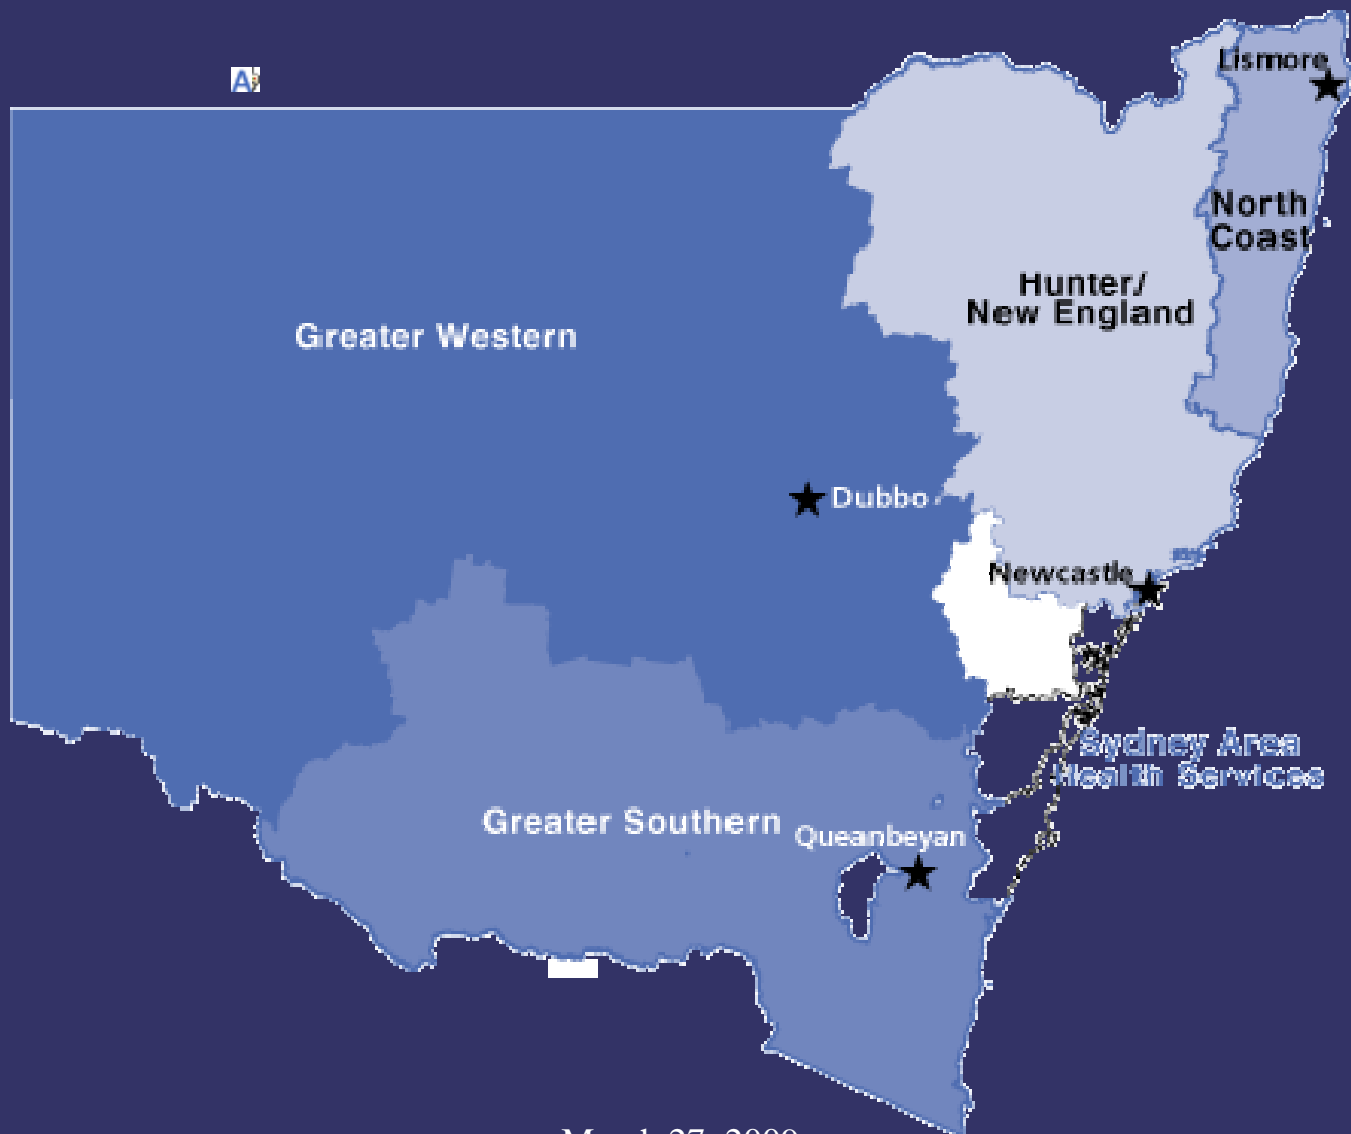 Lismore
North
Coast
Hunter/
New England
Greater Western
Dubbo
Newcastle
Sydney Area
Health Services
Greater Southern
Queanbeyan